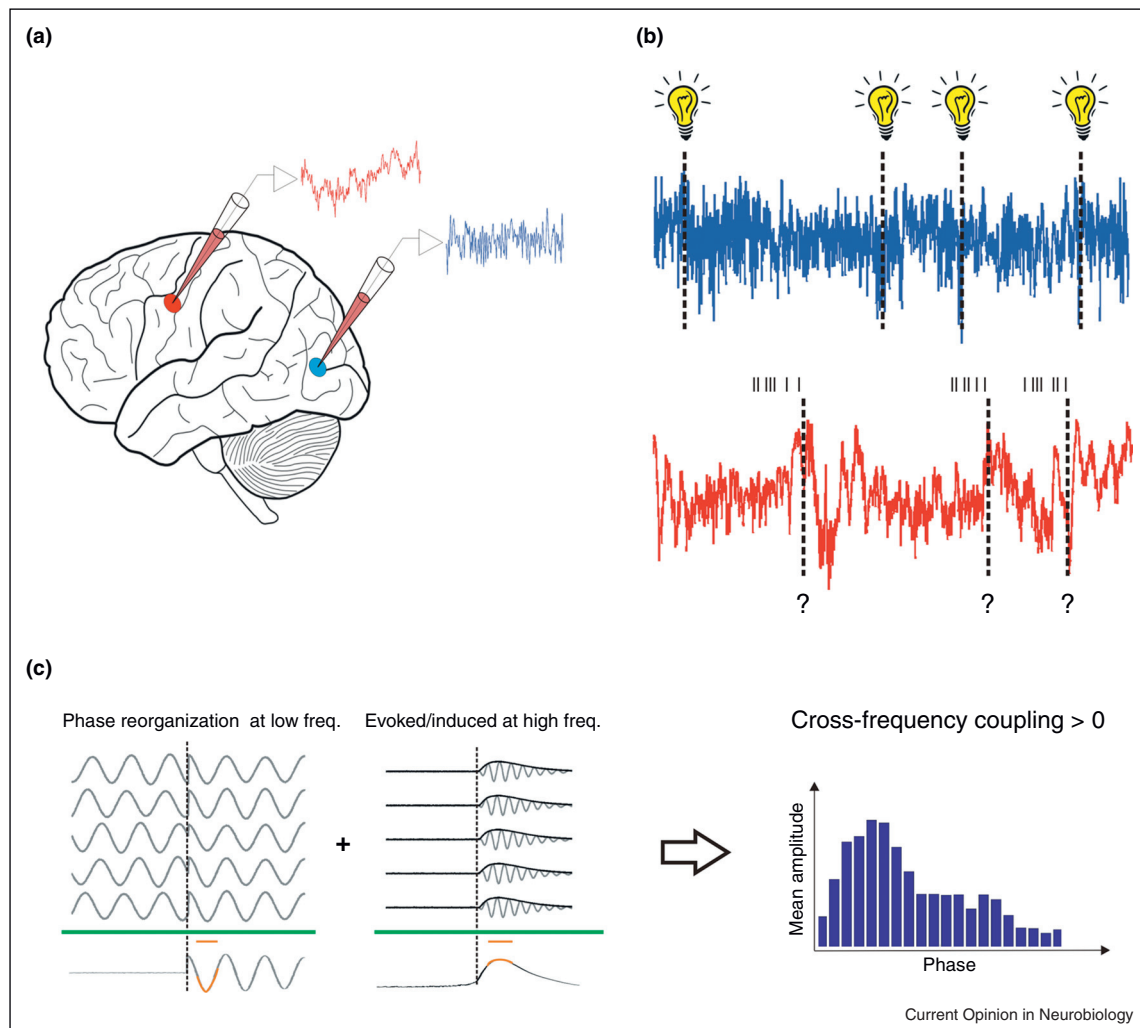 (a)
(b)
? ? ?
(c)
Phase reorganization at low freq.
Evoked/induced at high freq.
+
Cross-frequency coupling > 0
Mean amplitude
Phase
Current Opinion in Neurobiology